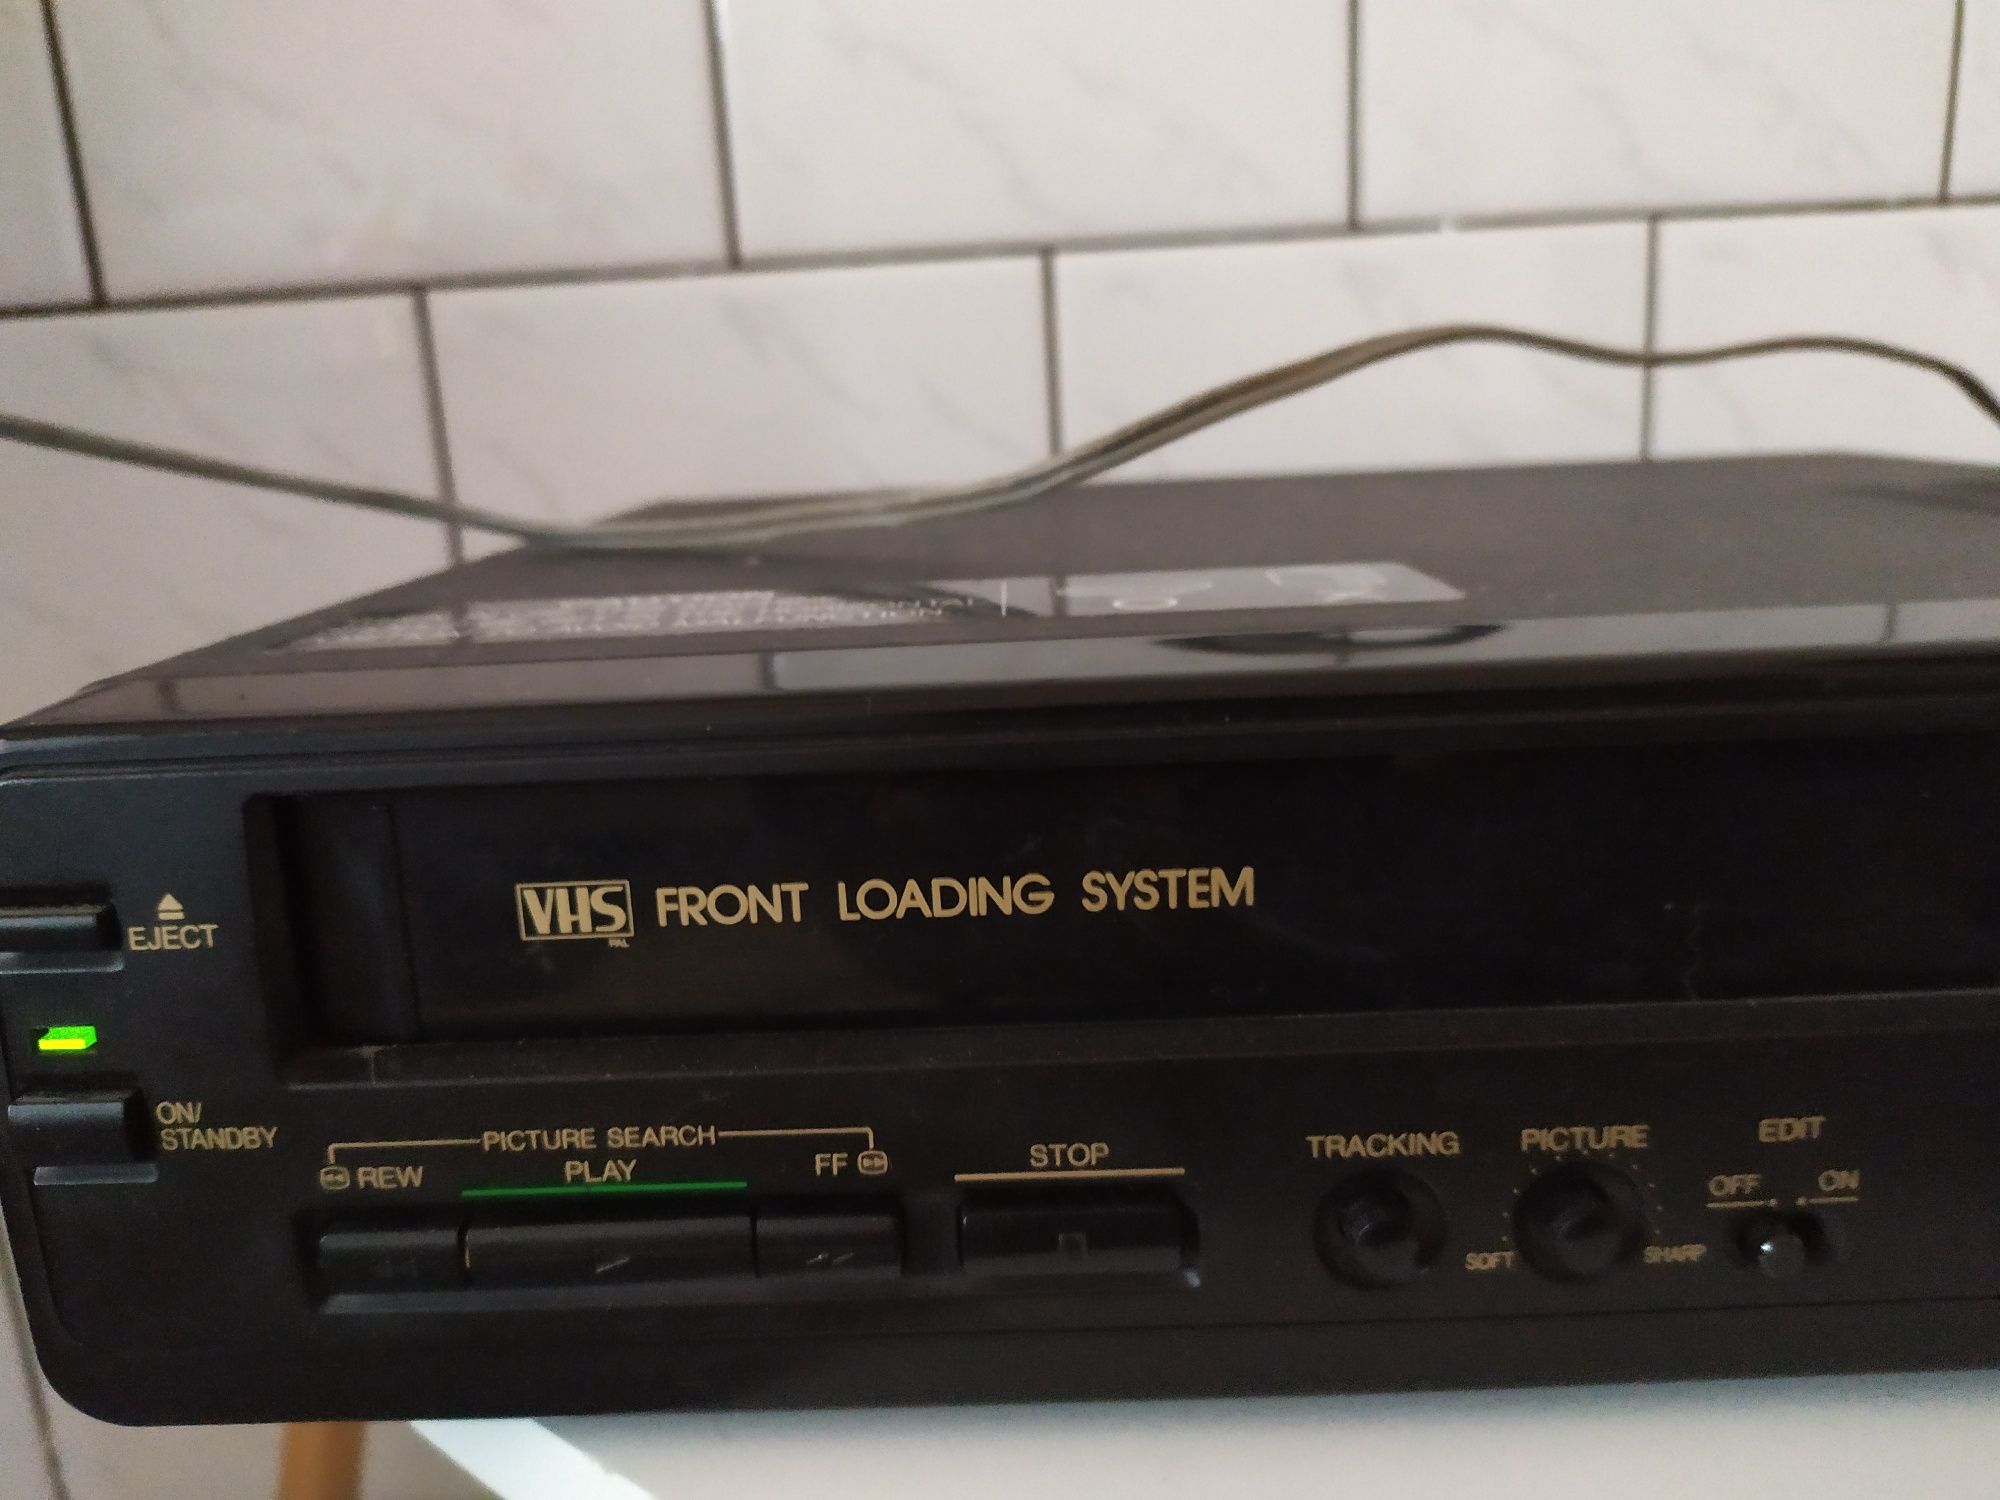 VHS FRONT LOADING SYSTEM
PAL
EJECT
ON/
STANDBY
PICTURE SEARCH
REW PLAY FF
STOP
TRACKING
PICTURE
SOFT SHARP
EDIT
OFF ON